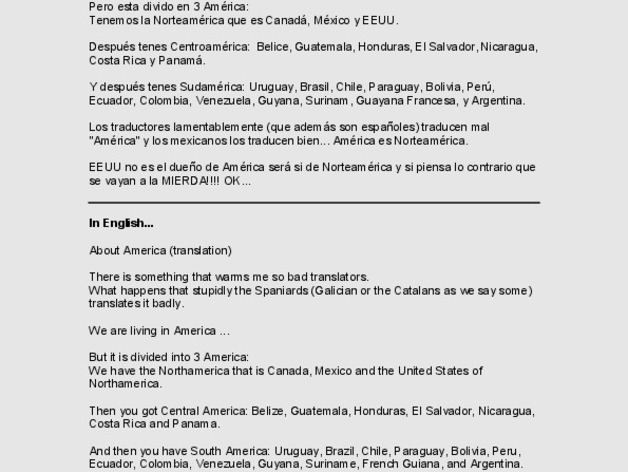 Pero esta divido en 3 América:
Tenemos la Norteamérica que es Canadá, México y EEUU.
Después tenes Centroamérica: Belice, Guatemala, Honduras, El Salvador, Nicaragua,
Costa Rica y Panamá.
Y después tenes Sudamérica: Uruguay, Brasil, Chile, Paraguay, Bolivia, Perú,
Ecuador, Colombia, Venezuela, Guyana, Surinam, Guayana Francesa, y Argentina.
Los traductores lamentablemente (que además son españoles) traducen mal
"América" y los mexicanos los traducen bien... América es Norteamérica.
EEUU no es el dueño de América será si de Norteamérica y si piensa lo contrario que
se vayan a la MIERDA!!!! OK...
In English...
About America (translation)
There is something that warms me so bad translators.
What happens that stupidly the Spaniards (Galician or the Catalans as we say some)
translates it badly.
We are living in America ...
But it is divided into 3 America:
We have the Northamerica that is Canada, Mexico and the United States of
Northamerica.
Then you got Central America: Belize, Guatemala, Honduras, El Salvador, Nicaragua,
Costa Rica and Panama.
And then you have South America: Uruguay, Brazil, Chile, Paraguay, Bolivia, Peru,
Ecuador, Colombia, Venezuela, Guyana, Suriname, French Guiana, and Argentina.